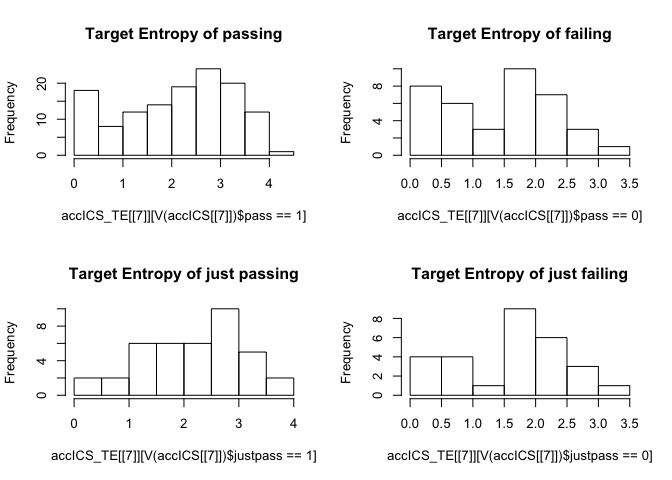 Target Entropy of passing
Frequency
0 10 20
0 1 2 3 4
accICS_TE[[7]][V(accICS[[7]])$pass == 1]
Target Entropy of failing
Frequency
0 4 8
0.0 0.5 1.0 1.5 2.0 2.5 3.0 3.5
accICS_TE[[7]][V(accICS[[7]])$pass == 0]
Target Entropy of just passing
Frequency
0 4 8
0 1 2 3 4
accICS_TE[[7]][V(accICS[[7]])$justpass == 1]
Target Entropy of just failing
Frequency
0 2 4 6 8
0.0 0.5 1.0 1.5 2.0 2.5 3.0 3.5
accICS_TE[[7]][V(accICS[[7]])$justpass == 0]